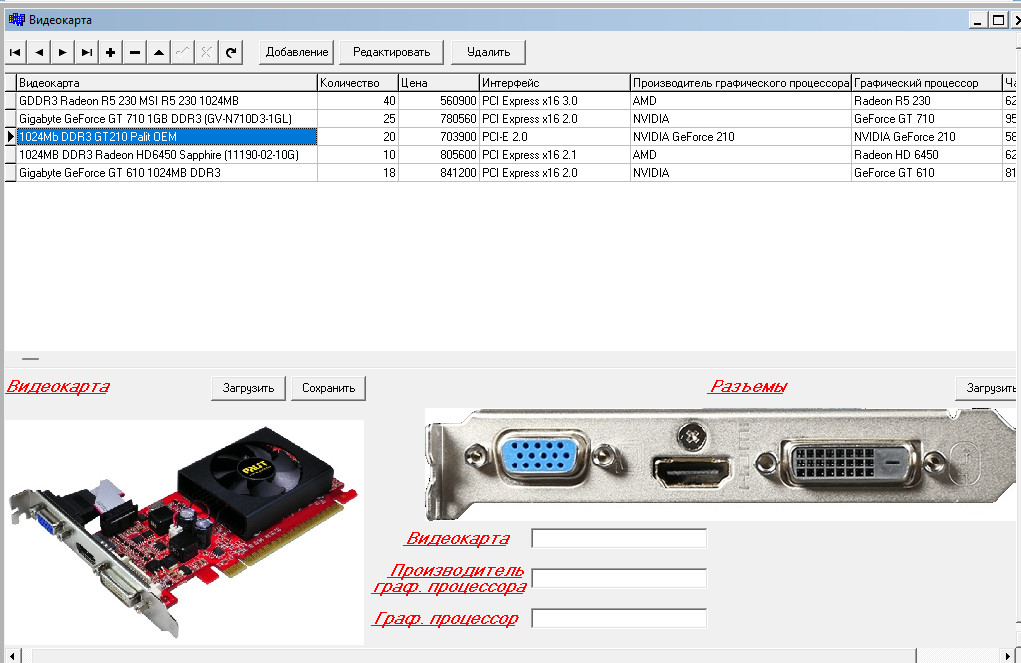 Видеокарта
Добавление Редактировать Удалить
Видеокарта Количество Цена Интерфейс Производитель графического процессора Графический процессор Ча
GDDR3 Radeon R5 230 MSI R5 230 1024MB 40 560900 PCI Express x16 3.0 AMD Radeon R5 230 62
Gigabyte GeForce GT 710 1GB DDR3 (GV-N710D3-1GL) 25 780560 PCI Express x16 2.0 NVIDIA GeForce GT 710 95
1024Mb DDR3 GT210 Palit OEM 20 703900 PCI-E 2.0 NVIDIA GeForce 210 NVIDIA GeForce 210 58
1024MB DDR3 Radeon HD6450 Sapphire (11190-02-10G) 10 805600 PCI Express x16 2.1 AMD Radeon HD 6450 62
Gigabyte GeForce GT 610 1024MB DDR3 18 841200 PCI Express x16 2.0 NVIDIA GeForce GT 610 81
Видеокарта Загрузить Сохранить Разъемы Загрузить
PALIT
Видеокарта
Производитель
граф. процессора
Граф. процессор